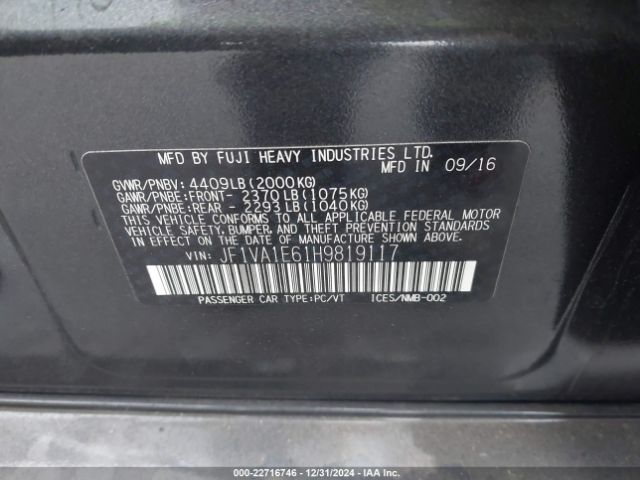 MFD BY FUJI HEAVY INDUSTRIES LTD.
MFD IN 09/16
GVWR/PNBV: 4409LB(2000KG)
GAWR/PNBE:FRONT- 2370LB(1075KG)
GAWR/PNBE:REAR - 2293LB(1040KG)
THIS VEHICLE CONFORMS TO ALL APPLICABLE FEDERAL MOTOR
VEHICLE SAFETY, BUMPER, AND THEFT PREVENTION STANDARDS
IN EFFECT ON THE DATE OF MANUFACTURE SHOWN ABOVE.
VIN: JF1VA1E61H9819117
PASSENGER CAR TYPE:PC/VT ICES/NMB-002
000-22716746 - 12/31/2024 - IAA Inc.